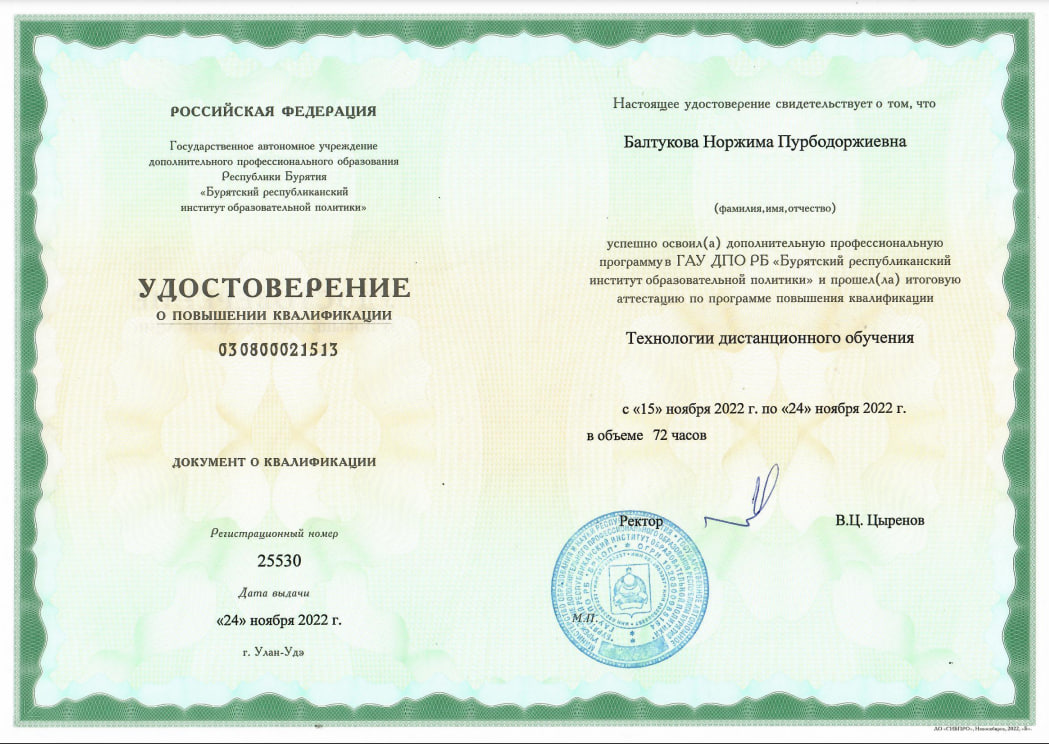 РОССИЙСКАЯ ФЕДЕРАЦИЯ
Государственное автономное учреждение
дополнительного профессионального образования
Республики Бурятия
«Бурятский республиканский
институт образовательной политики»
УДОСТОВЕРЕНИЕ
О ПОВЫШЕНИИ КВАЛИФИКАЦИИ
030800021513
ДОКУМЕНТ О КВАЛИФИКАЦИИ
Регистрационный номер
25530
Дата выдачи
«24» ноября 2022 г.
г. Улан-Удэ
Настоящее удостоверение свидетельствует о том, что
Балтукова Норжима Пурбодоржиевна
(фамилия,имя,отчество)
успешно освоил(а) дополнительную профессиональную
программу в ГАУ ДПО РБ «Бурятский республиканский
институт образовательной политики» и прошел(ла) итоговую
аттестацию по программе повышения квалификации
Технологии дистанционного обучения
с «15» ноября 2022 г. по «24» ноября 2022 г.
в объеме 72 часов
Ректор
В.Ц. Цыренов
М.П.
АО «СИБПРО», Новосибирск, 2022, «Б».